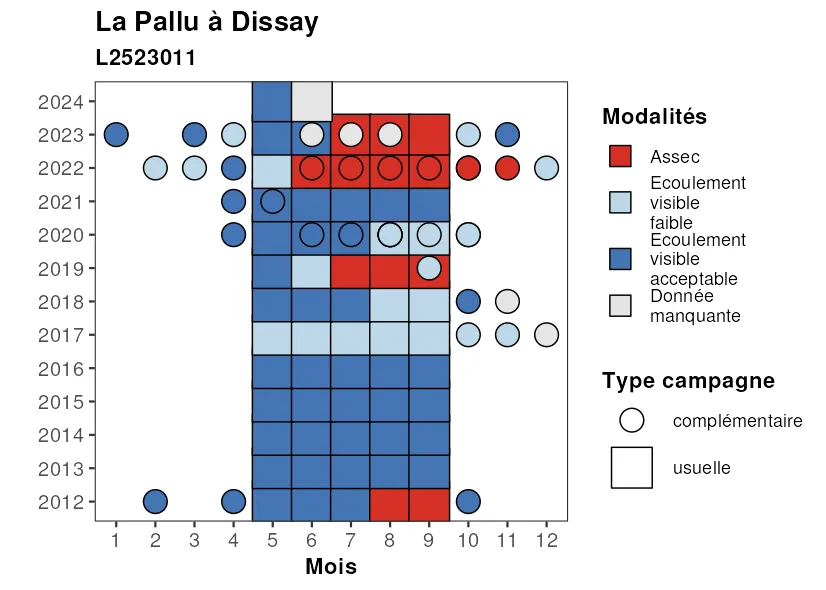 La Pallu à Dissay
L2523011
2024
2023
2022
2021
2020
2019
2018
2017
2016
2015
2014
2013
2012
1 2 3 4 5 6 7 8 9 10 11 12
Mois
Modalités
Assec
Ecoulement
visible
faible
Ecoulement
visible
acceptable
Donnée
manquante
Type campagne
complémentaire
usuelle